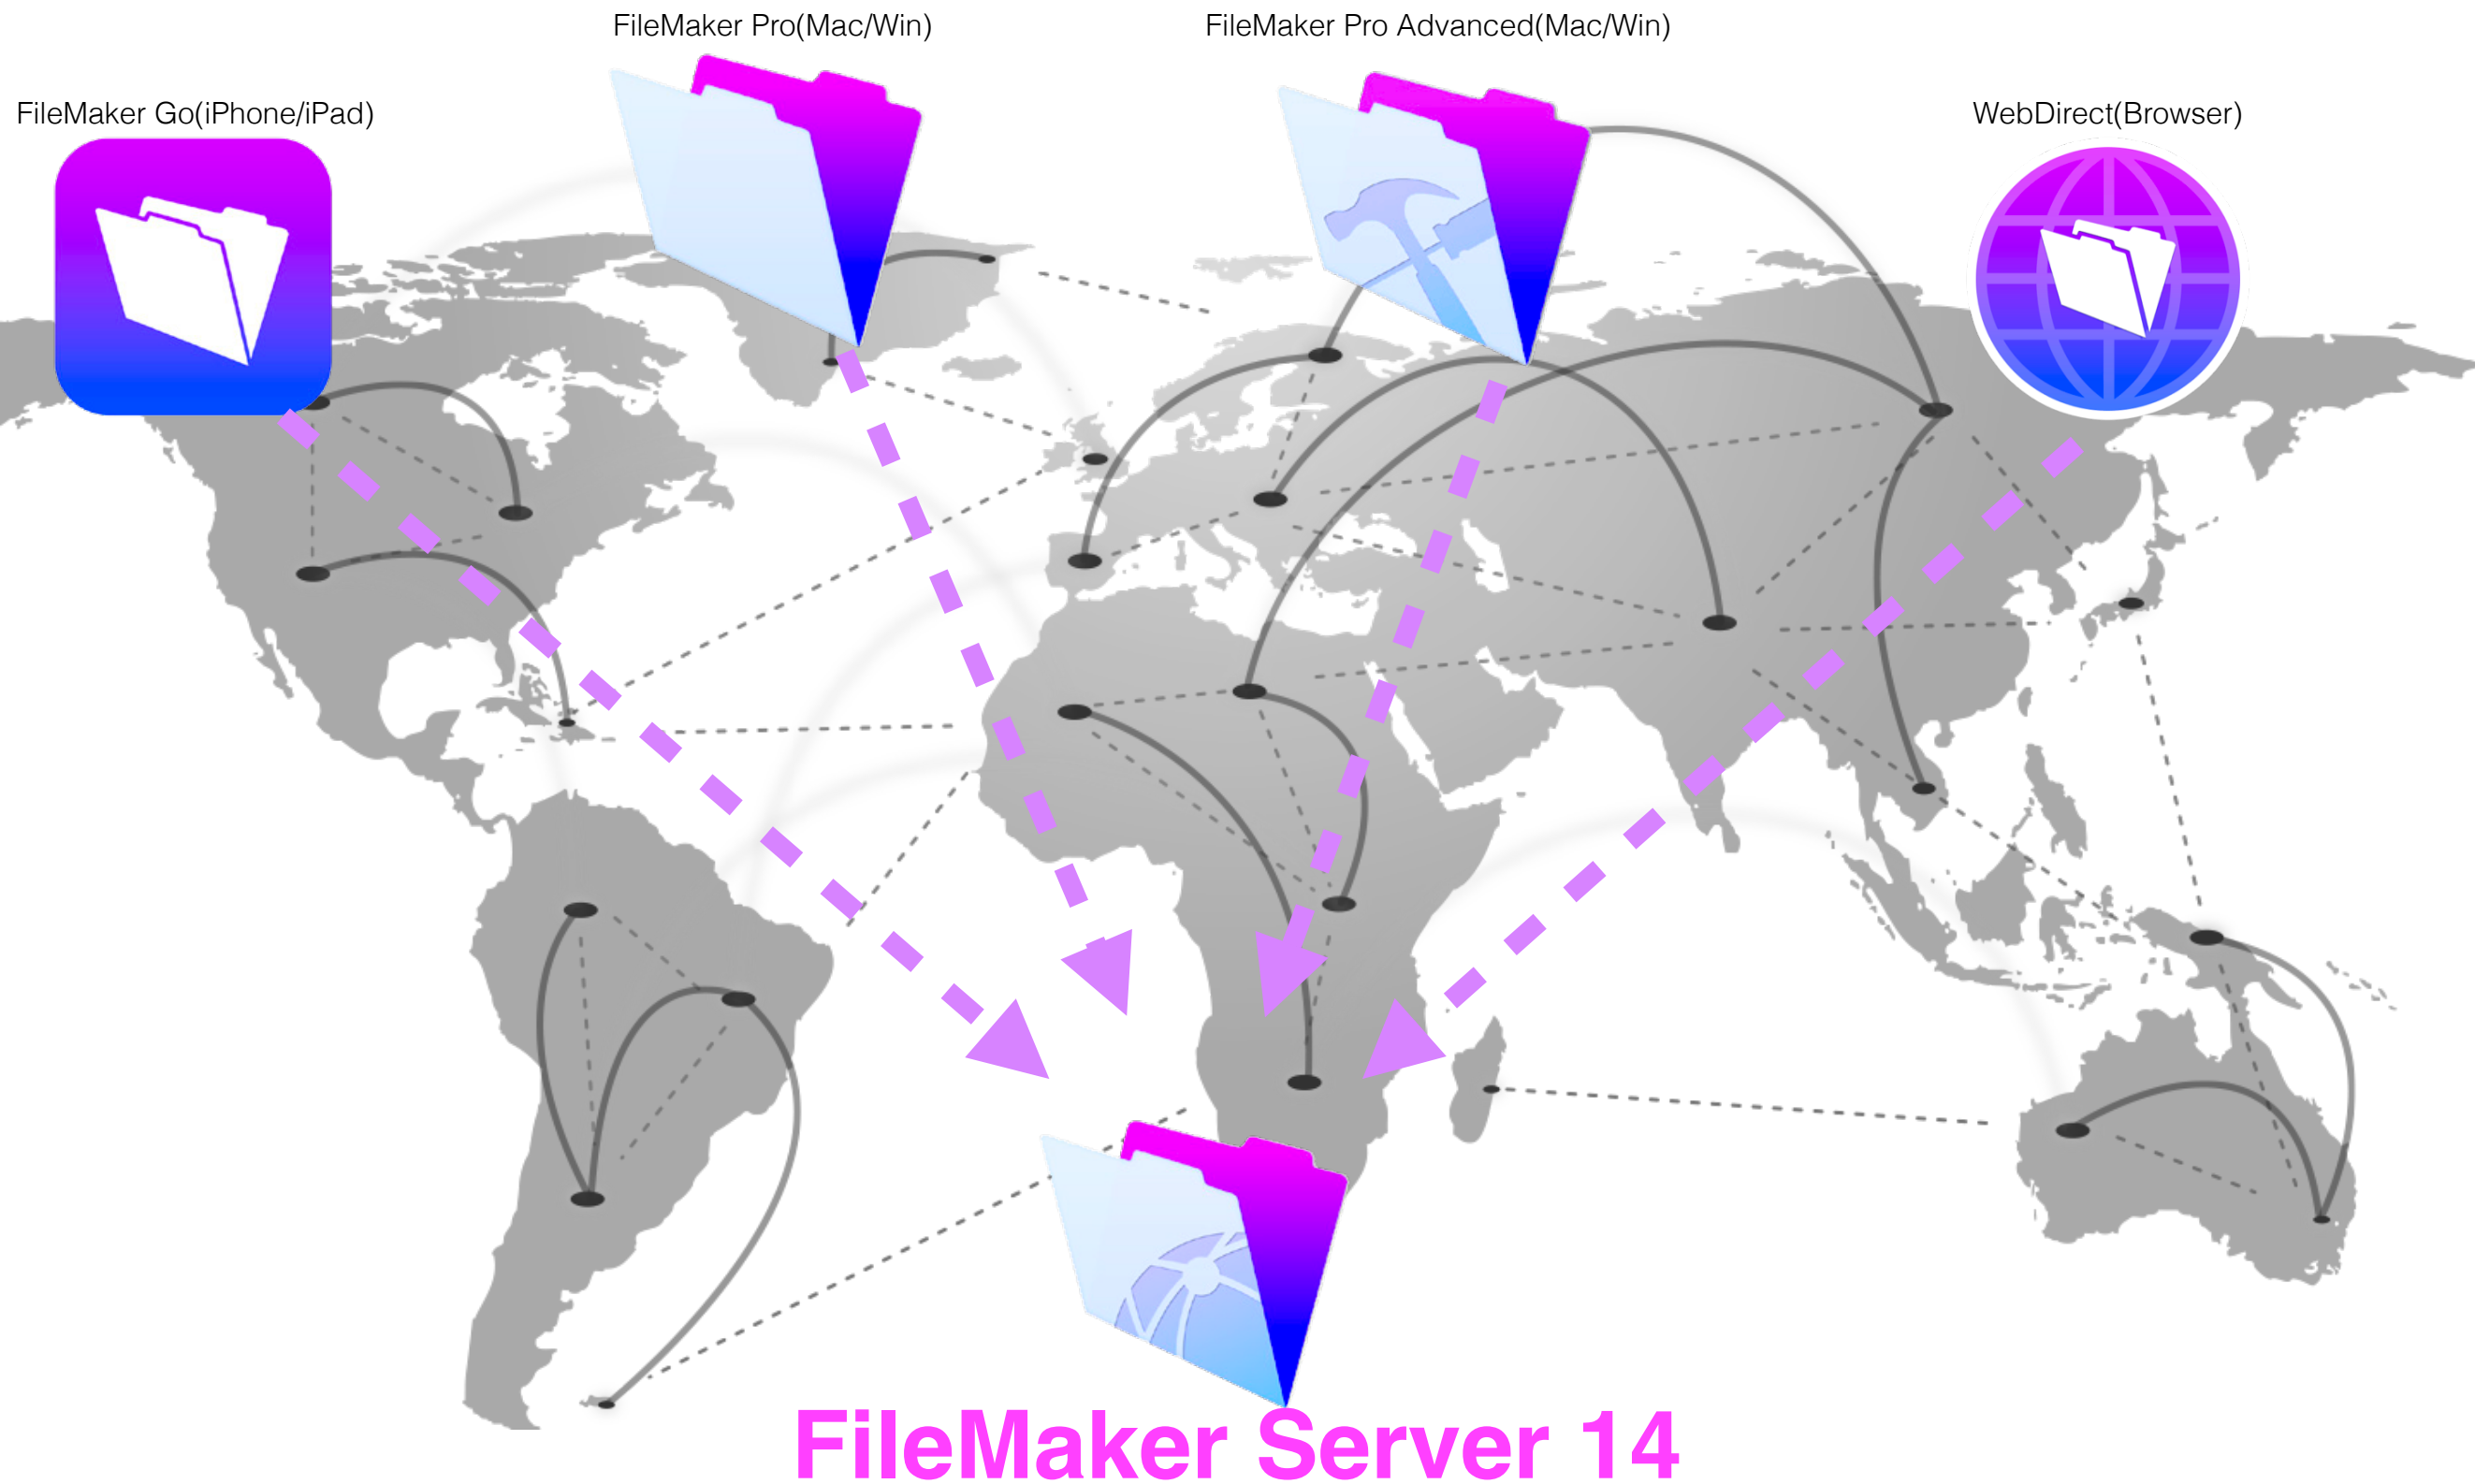 FileMaker Pro(Mac/Win)
FileMaker Pro Advanced(Mac/Win)
FileMaker Go(iPhone/iPad)
WebDirect(Browser)
FileMaker Server 14